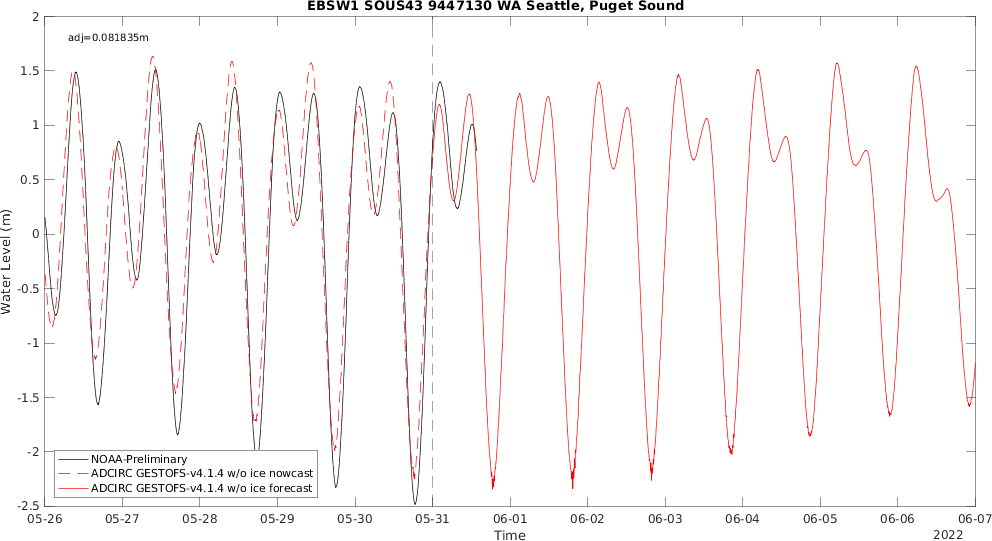 EBSW1 SOUS43 9447130 WA Seattle, Puget Sound
adj=0.081835m
Water Level (m)
2
1.5
1
0.5
0
-0.5
-1
-1.5
-2
-2.5
NOAA-Preliminary
ADCIRC GESTOFS-v4.1.4 w/o ice nowcast
ADCIRC GESTOFS-v4.1.4 w/o ice forecast
05-26 05-27 05-28 05-29 05-30 05-31 06-01 06-02 06-03 06-04 06-05 06-06 06-07
Time
2022